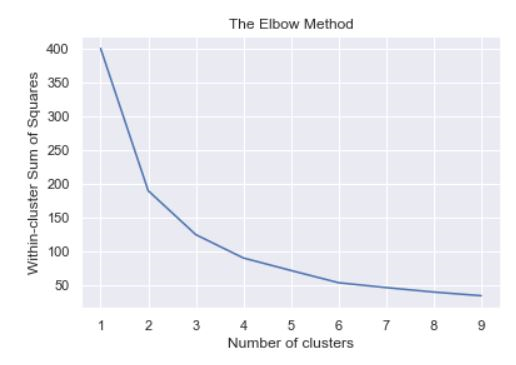 The Elbow Method
Within-cluster Sum of Squares
400
350
300
250
200
150
100
50
1 2 3 4 5 6 7 8 9
Number of clusters